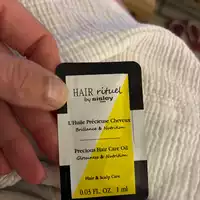 HAIR rituel
by sisley
PARIS
L'Huile Précieuse Cheveux
Brillance & Nutrition
Precious Hair Care Oil
Glossiness & Nutrition
Hair & Scalp Care
0.03 FL. OZ. 1 ml